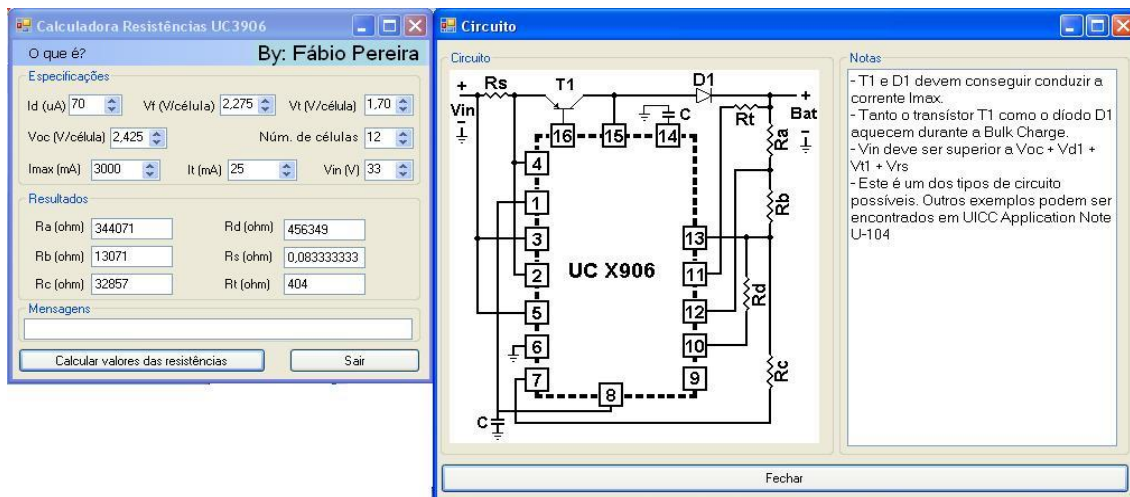 Calculadora Resistências UC3906
O que é?
By: Fábio Pereira
Especificações
Id (uA) 70 Vf (V/célula) 2,275 Vt (V/célula) 1,70
Voc (V/célula) 2,425 Núm. de células 12
Imax (mA) 3000 It (mA) 25 Vin (V) 33
Resultados
Ra (ohm) 344071 Rd (ohm) 456349
Rb (ohm) 13071 Rs (ohm) 0,083333333
Rc (ohm) 32857 Rt (ohm) 404
Mensagens
Calcular valores das resistências
Sair
Circuito
Circuito
+ Rs T1 D1 +
Vin C Rt Bat
16 15 14 Ra
4
1 Rb
3 13
2 UC X906 11
5 12 Rd
6 10
7 8 9 Rc
C
Notas
- T1 e D1 devem conseguir conduzir a
corrente Imax.
- Tanto o transístor T1 como o díodo D1
aquecem durante a Bulk Charge.
- Vin deve ser superior a Voc + Vd1 +
Vt1 + Vrs
- Este é um dos tipos de circuito
possíveis. Outros exemplos podem ser
encontrados em UICC Application Note
U-104
Fechar